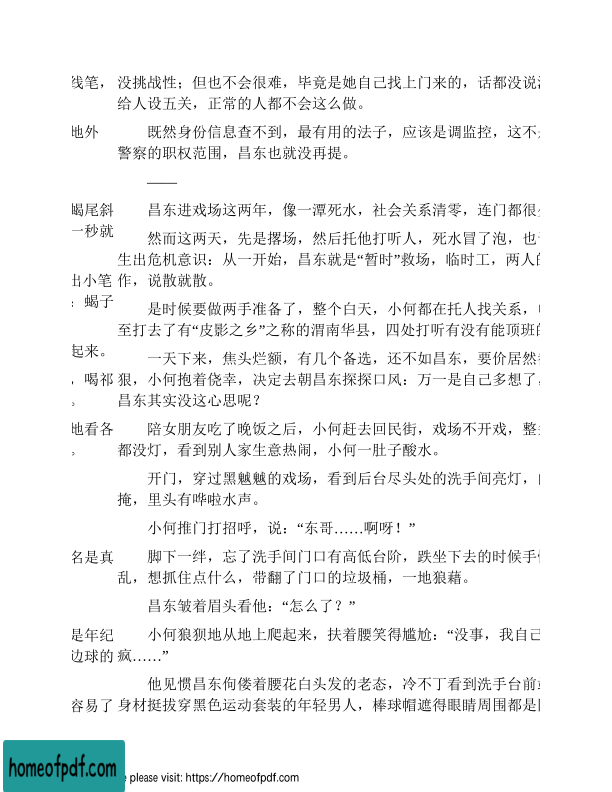 线笔，
地外
蝎尾斜
一秒就
出小笔
：蝎子
起来。
，喝祁
。
地看各
。
名是真
是年纪
边球的
容易了
没挑战性；但也不会很难，毕竟是她自己找上门来的，话都没说
给人设五关，正常的人都不会这么做。
既然身份信息查不到，最有用的法子，应该是调监控，这不
警察的职权范围，昌东也就没再提。
——
昌东进戏场这两年，像一潭死水，社会关系清零，连门都很
然而这两天，先是撂场，然后托他打听人，死水冒了泡，也
生出危机意识：从一开始，昌东就是“暂时”救场，临时工，两人
作，说散就散。
是时候要做两手准备了，整个白天，小何都在托人找关系，
至打去了有“皮影之乡”之称的渭南华县，四处打听有没有能顶班
一天下来，焦头烂额，有几个备选，还不如昌东，要价居然
狠，小何抱着侥幸，决定去朝昌东探探口风：万一是自己多想了，
昌东其实没这心思呢？
陪女朋友吃了晚饭之后，小何赶去回民街，戏场不开戏，整
都没灯，看到别人家生意热闹，小何一肚子酸水。
开门，穿过黑魆魆的戏场，看到后台尽头处的洗手间亮灯，
掩，里头有哗啦水声。
小何推门打招呼，说：“东哥……啊呀！”
脚下一绊，忘了洗手间门口有高低台阶，跌坐下去的时候手
乱，想抓住点什么，带翻了门口的垃圾桶，一地狼藉。
昌东皱着眉头看他：“怎么了？”
小何狼狈地从地上爬起来，扶着腰笑得尴尬：“没事，我自己
疯……”
他见惯昌东佝偻着腰花白头发的老态，冷不丁看到洗手台前
身材挺拔穿黑色运动套装的年轻男人，棒球帽遮得眼睛周围都是
homeofpdf.com
e please visit: https://homeofpdf.com